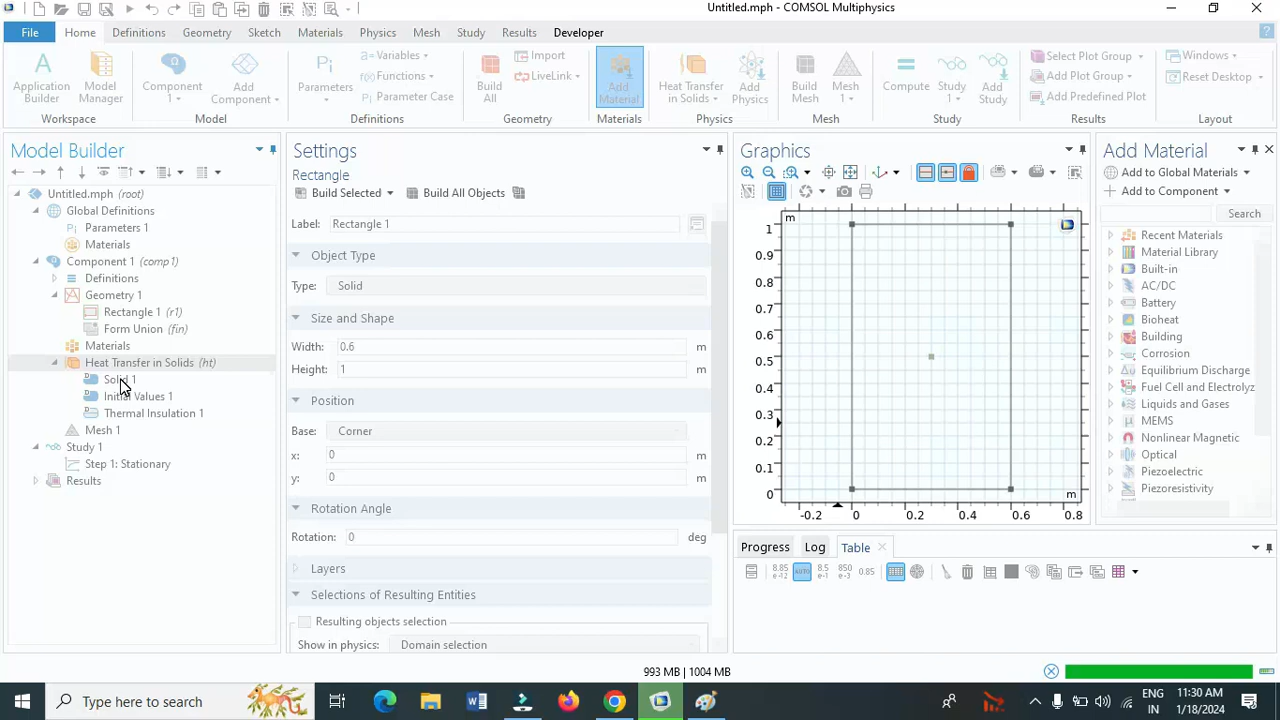 Untitled.mph - COMSOL Multiphysics
File Home Definitions Geometry Sketch Materials Physics Mesh Study Results Developer
Application Builder
Model Manager
Workspace
Component 1
Add Component
Model
Parameters
Variables
Functions
Parameter Case
Definitions
Build All
Import
LiveLink
Geometry
Add Material
Materials
Heat Transfer in Solids
Add Physics
Physics
Build Mesh
Mesh 1
Mesh
Compute
Study 1
Add Study
Study
Select Plot Group
Add Plot Group
Add Predefined Plot
Results
Windows
Reset Desktop
Layout
Model Builder
Untitled.mph (root)
Global Definitions
Parameters 1
Materials
Component 1 (comp1)
Definitions
Geometry 1
Rectangle 1 (r1)
Form Union (fin)
Materials
Heat Transfer in Solids (ht)
Solid 1
Initial Values 1
Thermal Insulation 1
Mesh 1
Study 1
Step 1: Stationary
Results
Settings
Rectangle
Build Selected Build All Objects
Label: Rectangle 1
Object Type
Type: Solid
Size and Shape
Width: 0.6 m
Height: 1 m
Position
Base: Corner
x: 0 m
y: 0 m
Rotation Angle
Rotation: 0 deg
Layers
Selections of Resulting Entities
Resulting objects selection
Show in physics: Domain selection
Graphics
m
1
0.9
0.8
0.7
0.6
0.5
0.4
0.3
0.2
0.1
0
m
-0.2 0 0.2 0.4 0.6 0.8
Progress Log Table
8.85 e-12 AUTO 8.5 e-1 850 e-3 0.85
Add Material
Add to Global Materials
Add to Component
Search
Recent Materials
Material Library
Built-in
AC/DC
Battery
Bioheat
Building
Corrosion
Equilibrium Discharge
Fuel Cell and Electrolyz
Liquids and Gases
MEMS
Nonlinear Magnetic
Optical
Piezoelectric
Piezoresistivity
993 MB | 1004 MB
Type here to search
ENG
IN
11:30 AM
1/18/2024